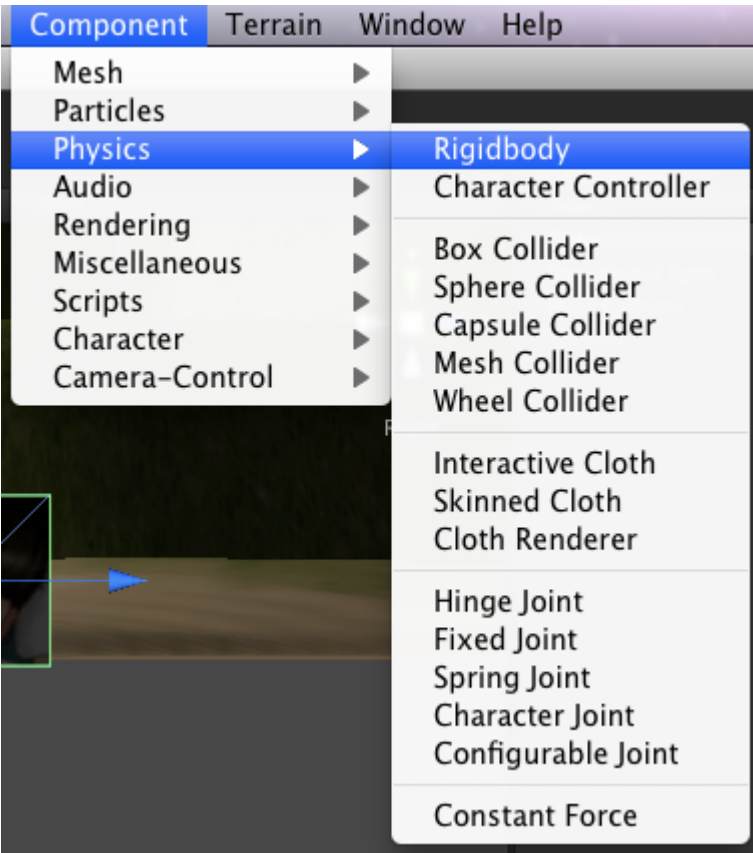 Component Terrain Window Help
Mesh
Particles
Physics
Audio
Rendering
Miscellaneous
Scripts
Character
Camera-Control
Rigidbody
Character Controller
Box Collider
Sphere Collider
Capsule Collider
Mesh Collider
Wheel Collider
Interactive Cloth
Skinned Cloth
Cloth Renderer
Hinge Joint
Fixed Joint
Spring Joint
Character Joint
Configurable Joint
Constant Force